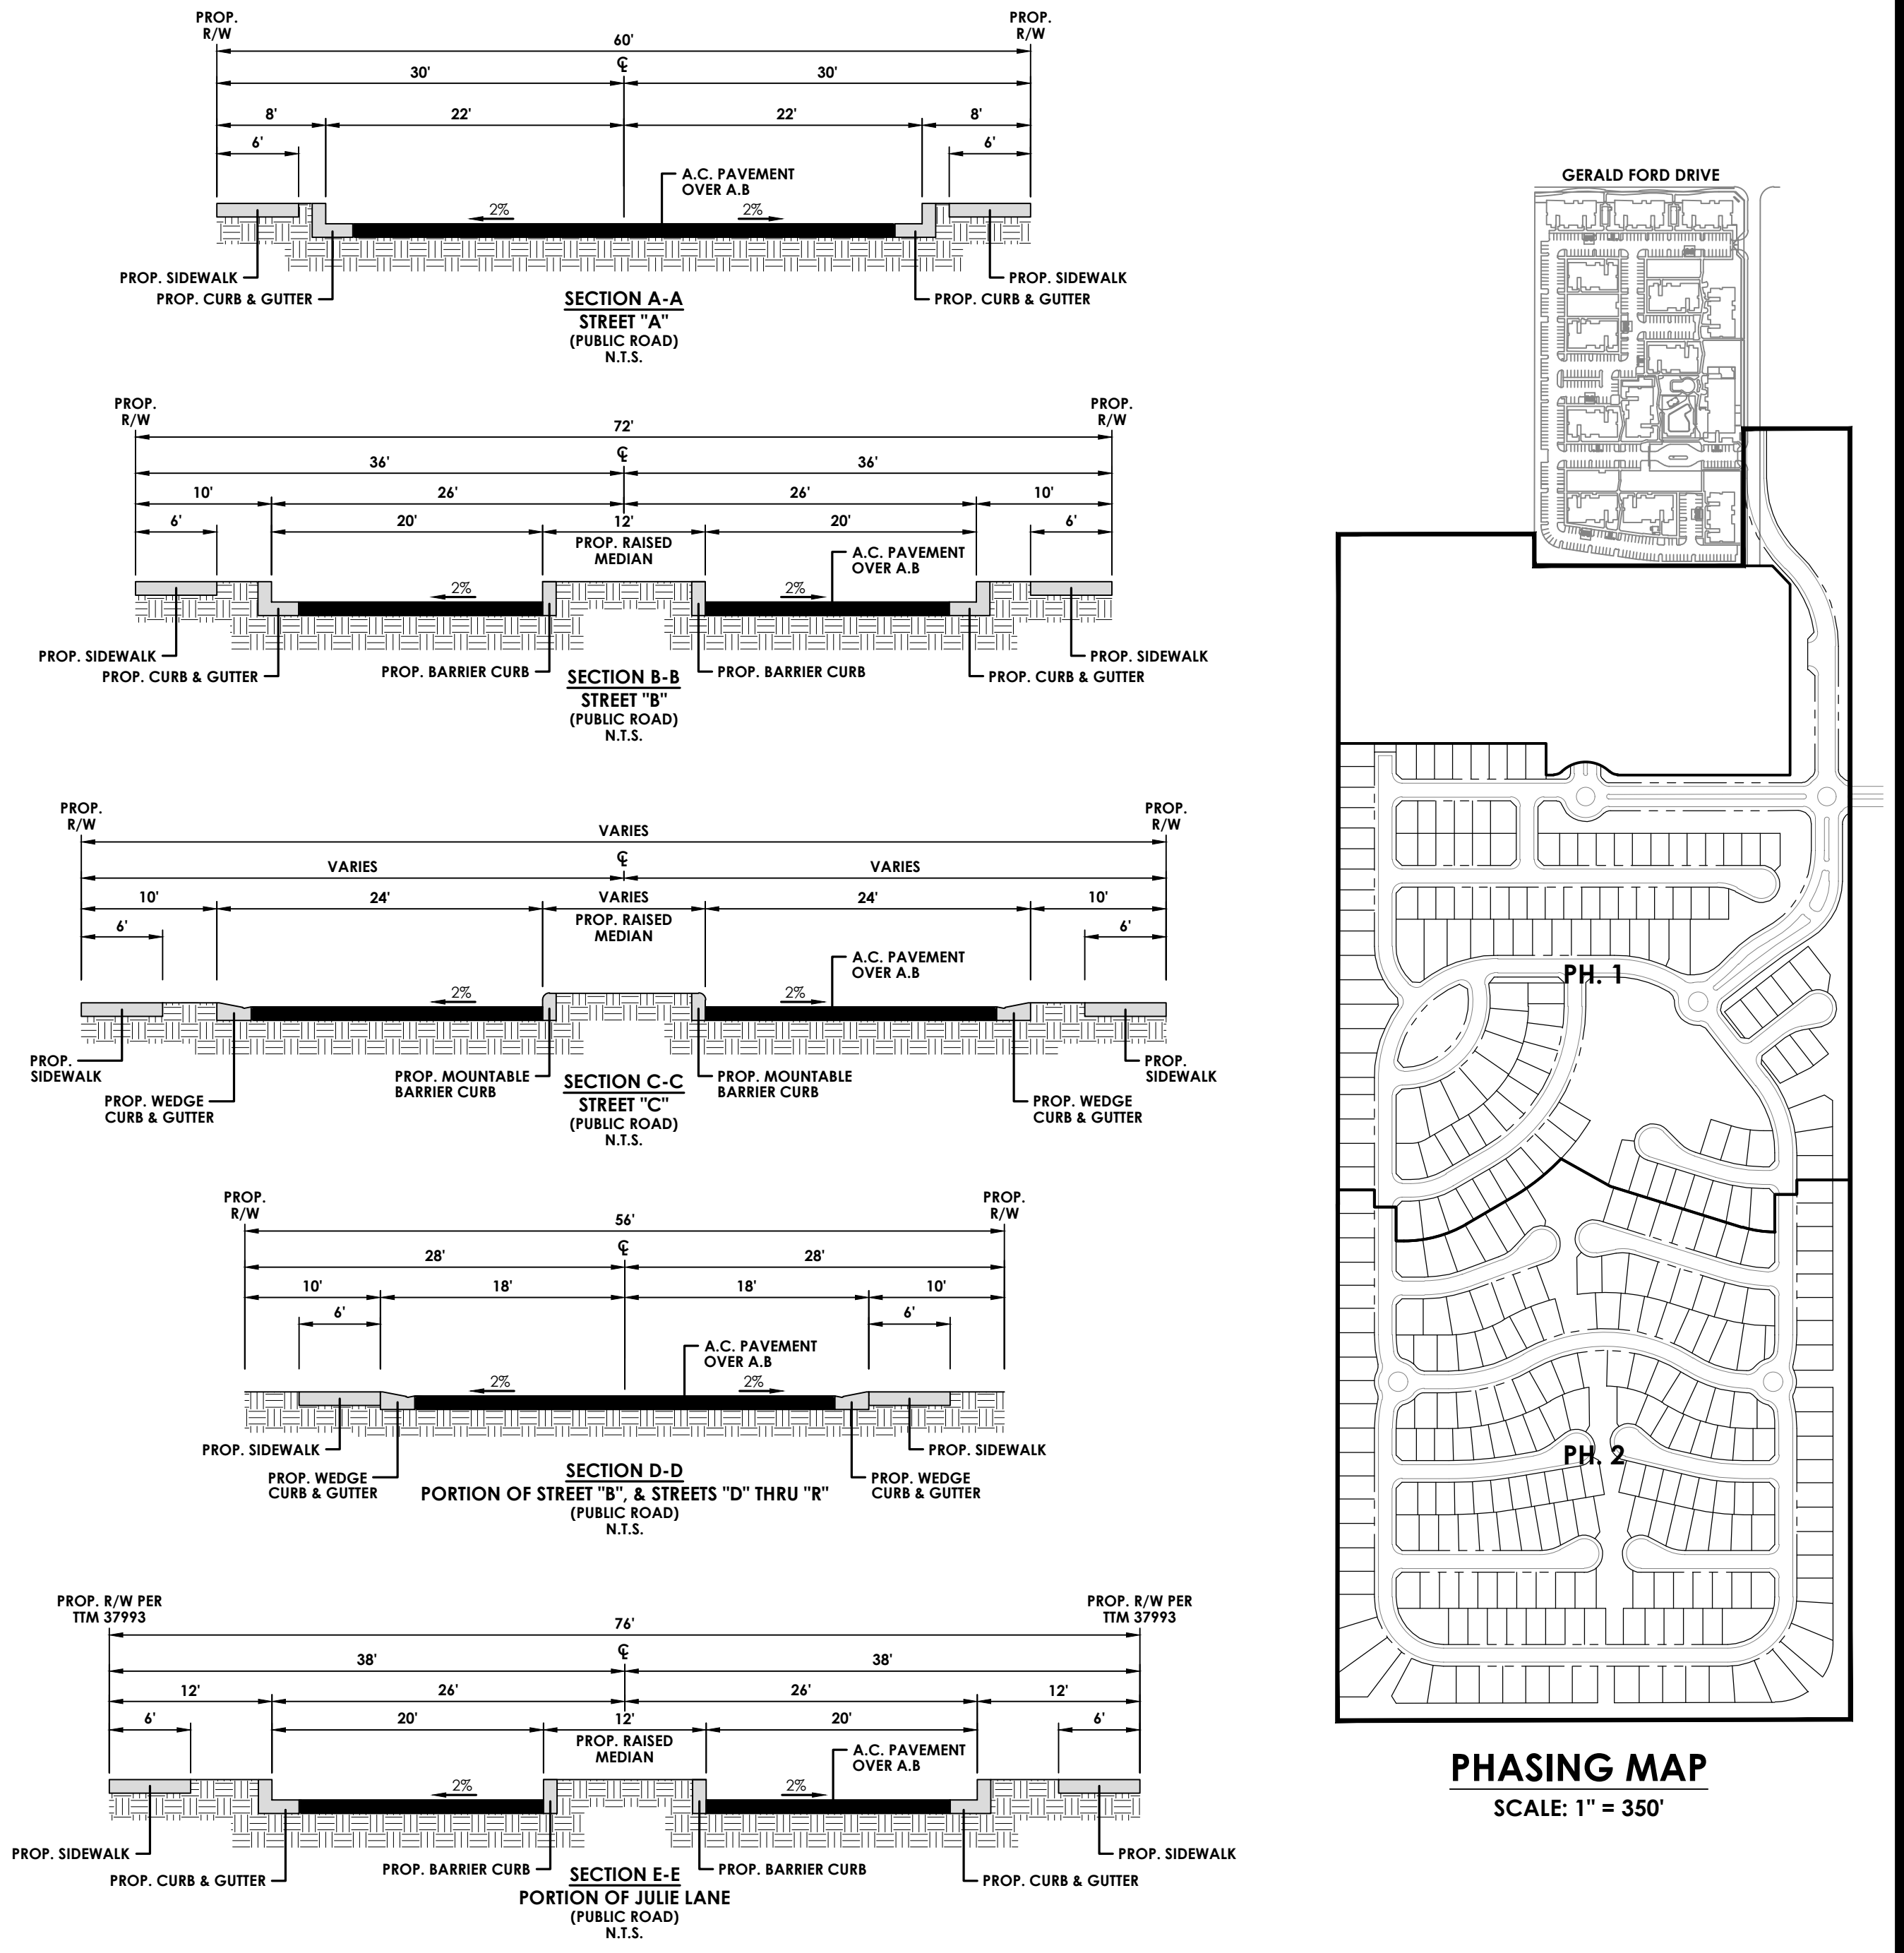 PROP.
R/W
PROP.
R/W
60'
℄
30'
30'
8'
22'
22'
8'
6'
6'
A.C. PAVEMENT
OVER A.B
2%
2%
PROP. SIDEWALK
PROP. CURB & GUTTER
PROP. SIDEWALK
PROP. CURB & GUTTER
SECTION A-A
STREET "A"
(PUBLIC ROAD)
N.T.S.
PROP.
R/W
PROP.
R/W
72'
℄
36'
36'
10'
26'
26'
10'
6'
20'
12'
20'
6'
PROP. RAISED
MEDIAN
A.C. PAVEMENT
OVER A.B
2%
2%
PROP. SIDEWALK
PROP. CURB & GUTTER
PROP. BARRIER CURB
PROP. BARRIER CURB
PROP. SIDEWALK
PROP. CURB & GUTTER
SECTION B-B
STREET "B"
(PUBLIC ROAD)
N.T.S.
PROP.
R/W
PROP.
R/W
VARIES
℄
VARIES
VARIES
10'
24'
VARIES
24'
10'
PROP. RAISED
MEDIAN
6'
6'
A.C. PAVEMENT
OVER A.B
2%
2%
PROP.
SIDEWALK
PROP. WEDGE
CURB & GUTTER
PROP. MOUNTABLE
BARRIER CURB
PROP. MOUNTABLE
BARRIER CURB
PROP.
SIDEWALK
PROP. WEDGE
CURB & GUTTER
SECTION C-C
STREET "C"
(PUBLIC ROAD)
N.T.S.
PROP.
R/W
PROP.
R/W
56'
℄
28'
28'
10'
18'
18'
10'
6'
6'
A.C. PAVEMENT
OVER A.B
2%
2%
PROP. SIDEWALK
PROP. WEDGE
CURB & GUTTER
PROP. SIDEWALK
PROP. WEDGE
CURB & GUTTER
SECTION D-D
PORTION OF STREET "B", & STREETS "D" THRU "R"
(PUBLIC ROAD)
N.T.S.
PROP. R/W PER
TTM 37993
PROP. R/W PER
TTM 37993
76'
℄
38'
38'
12'
26'
26'
12'
6'
20'
12'
20'
6'
PROP. RAISED
MEDIAN
A.C. PAVEMENT
OVER A.B
2%
2%
PROP. SIDEWALK
PROP. CURB & GUTTER
PROP. BARRIER CURB
PROP. BARRIER CURB
PROP. SIDEWALK
PROP. CURB & GUTTER
SECTION E-E
PORTION OF JULIE LANE
(PUBLIC ROAD)
N.T.S.
GERALD FORD DRIVE
PH. 1
PH. 2
PHASING MAP
SCALE: 1" = 350'